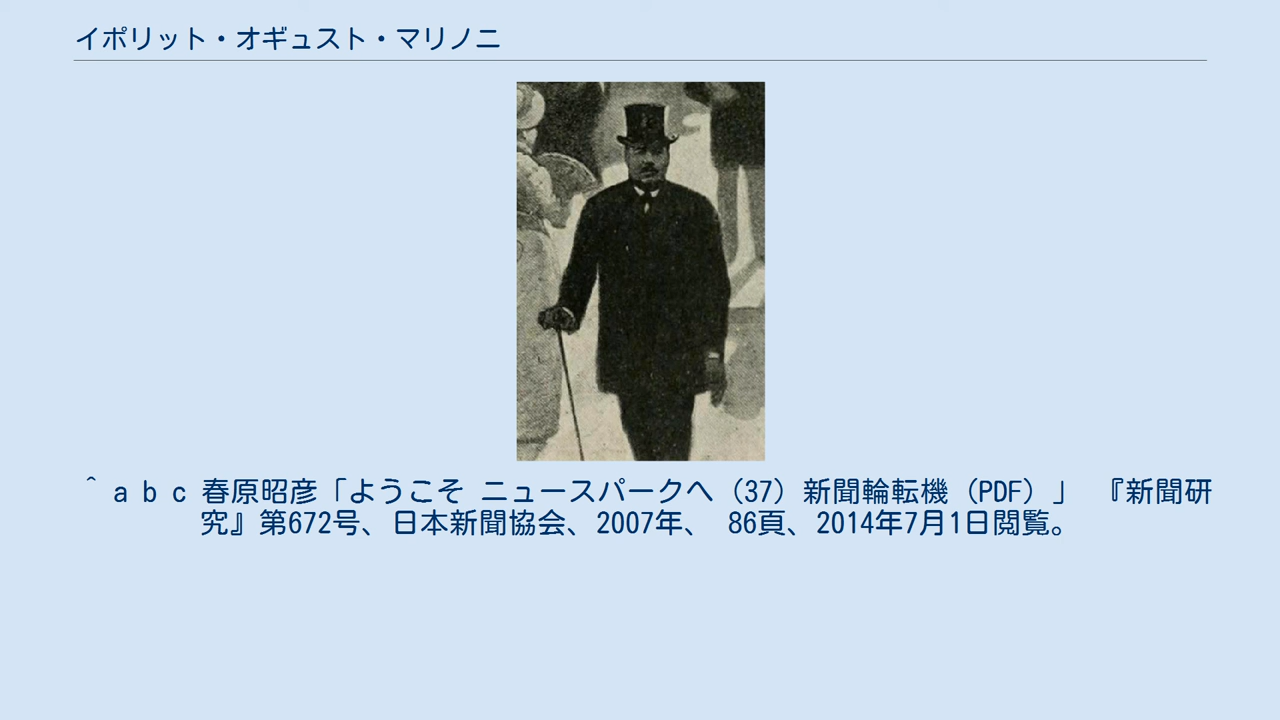 イポリット・オギュスト・マリノニ
^ a b c 春原昭彦「ようこそ ニュースパークへ（37）新聞輪転機（PDF）」 『新聞研
究』第672号、日本新聞協会、2007年、 86頁、2014年7月1日閲覧。